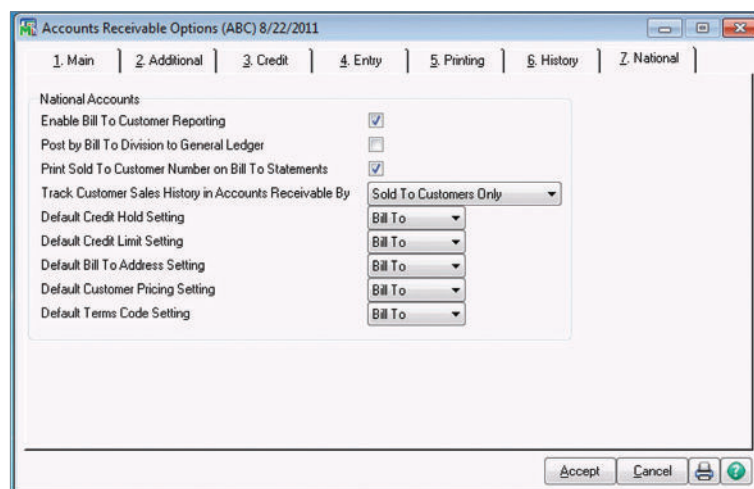 Accounts Receivable Options (ABC) 8/22/2011
1. Main 2. Additional 3. Credit 4. Entry 5. Printing 6. History 7. National
National Accounts
Enable Bill To Customer Reporting
Post by Bill To Division to General Ledger
Print Sold To Customer Number on Bill To Statements
Track Customer Sales History in Accounts Receivable By Sold To Customers Only
Default Credit Hold Setting Bill To
Default Credit Limit Setting Bill To
Default Bill To Address Setting Bill To
Default Customer Pricing Setting Bill To
Default Terms Code Setting Bill To
Accept Cancel